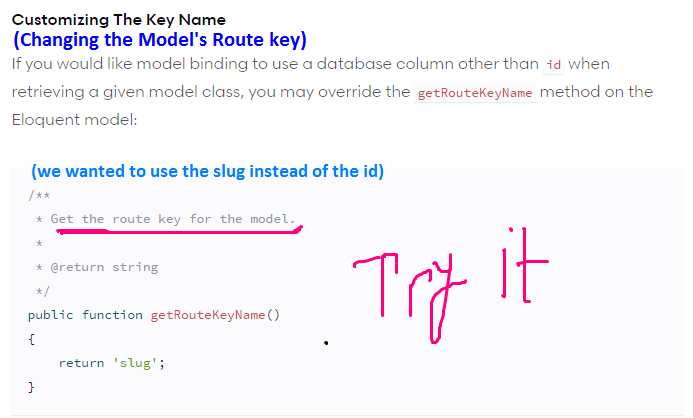 Customizing The Key Name
(Changing the Model's Route key)
If you would like model binding to use a database column other than id when
retrieving a given model class, you may override the getRouteKeyName method on the
Eloquent model:
(we wanted to use the slug instead of the id)
/**
* Get the route key for the model.
*
* @return string
*/
public function getRouteKeyName()
{
return 'slug';
}
Try it